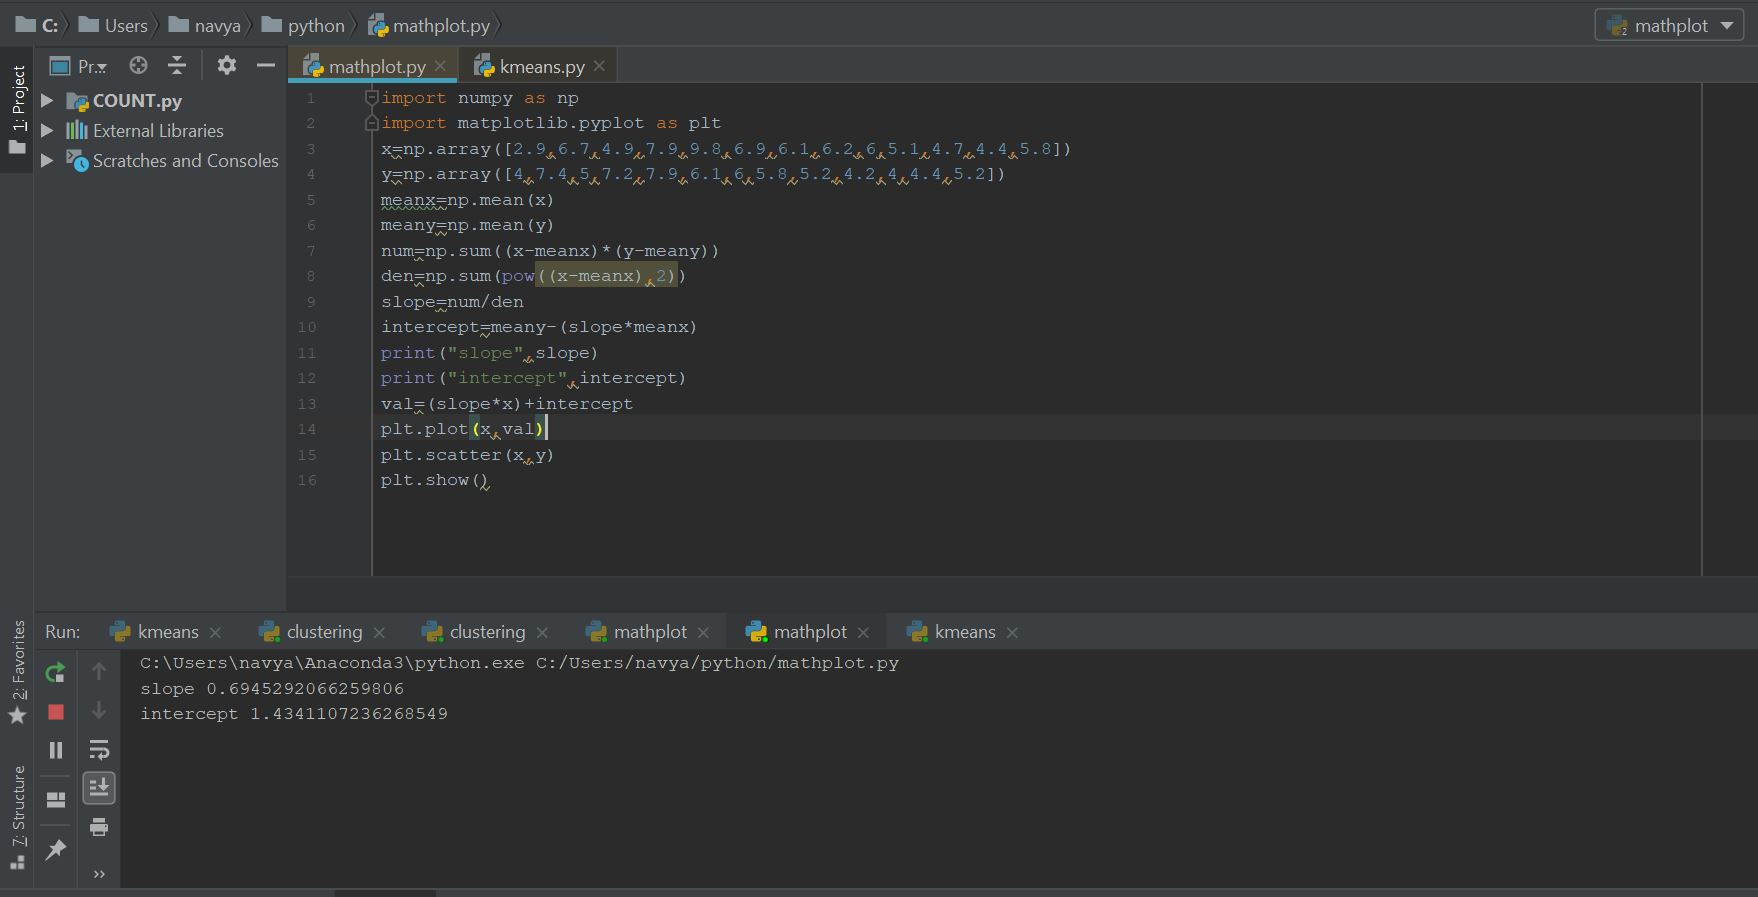 C: Users navya python mathplot.py mathplot
1: Project Pr... mathplot.py kmeans.py
COUNT.py
External Libraries
Scratches and Consoles
1 import numpy as np
2 import matplotlib.pyplot as plt
3 x=np.array([2.9,6.7,4.9,7.9,9.8,6.9,6.1,6.2,6,5.1,4.7,4.4,5.8])
4 y=np.array([4,7.4,5,7.2,7.9,6.1,6,5.8,5.2,4.2,4,4.4,5.2])
5 meanx=np.mean(x)
6 meany=np.mean(y)
7 num=np.sum((x-meanx)*(y-meany))
8 den=np.sum(pow((x-meanx),2))
9 slope=num/den
10 intercept=meany-(slope*meanx)
11 print("slope",slope)
12 print("intercept",intercept)
13 val=(slope*x)+intercept
14 plt.plot(x,val)
15 plt.scatter(x,y)
16 plt.show()
Run: kmeans clustering clustering mathplot mathplot kmeans
2: Favorites
7: Structure
C:\Users\navya\Anaconda3\python.exe C:/Users/navya/python/mathplot.py
slope 0.6945292066259806
intercept 1.4341107236268549